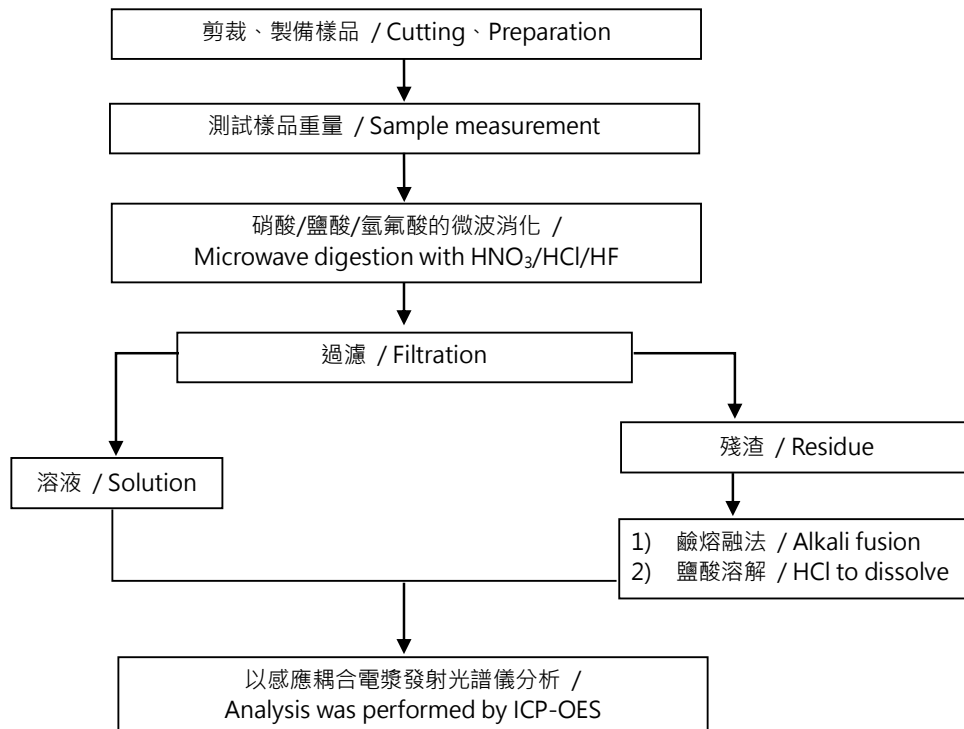 剪裁、製備樣品 / Cutting、Preparation
測試樣品重量 / Sample measurement
硝酸/鹽酸/氫氟酸的微波消化 /
Microwave digestion with HNO₃/HCl/HF
過濾 / Filtration
溶液 / Solution
殘渣 / Residue
1) 鹼熔融法 / Alkali fusion
2) 鹽酸溶解 / HCl to dissolve
以感應耦合電漿發射光譜儀分析 /
Analysis was performed by ICP-OES